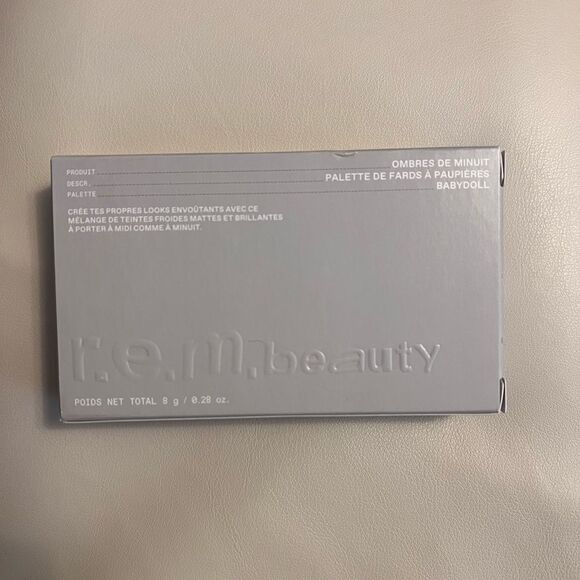 PRODUIT OMBRES DE MINUIT
DESCR. PALETTE DE FARDS À PAUPIÈRES
PALETTE BABYDOLL
CRÉE TES PROPRES LOOKS ENVOÛTANTS AVEC CE
MÉLANGE DE TEINTES FROIDES MATTES ET BRILLANTES
À PORTER À MIDI COMME À MINUIT.
r.e.m.beauty
POIDS NET TOTAL 8 g / 0.28 oz.